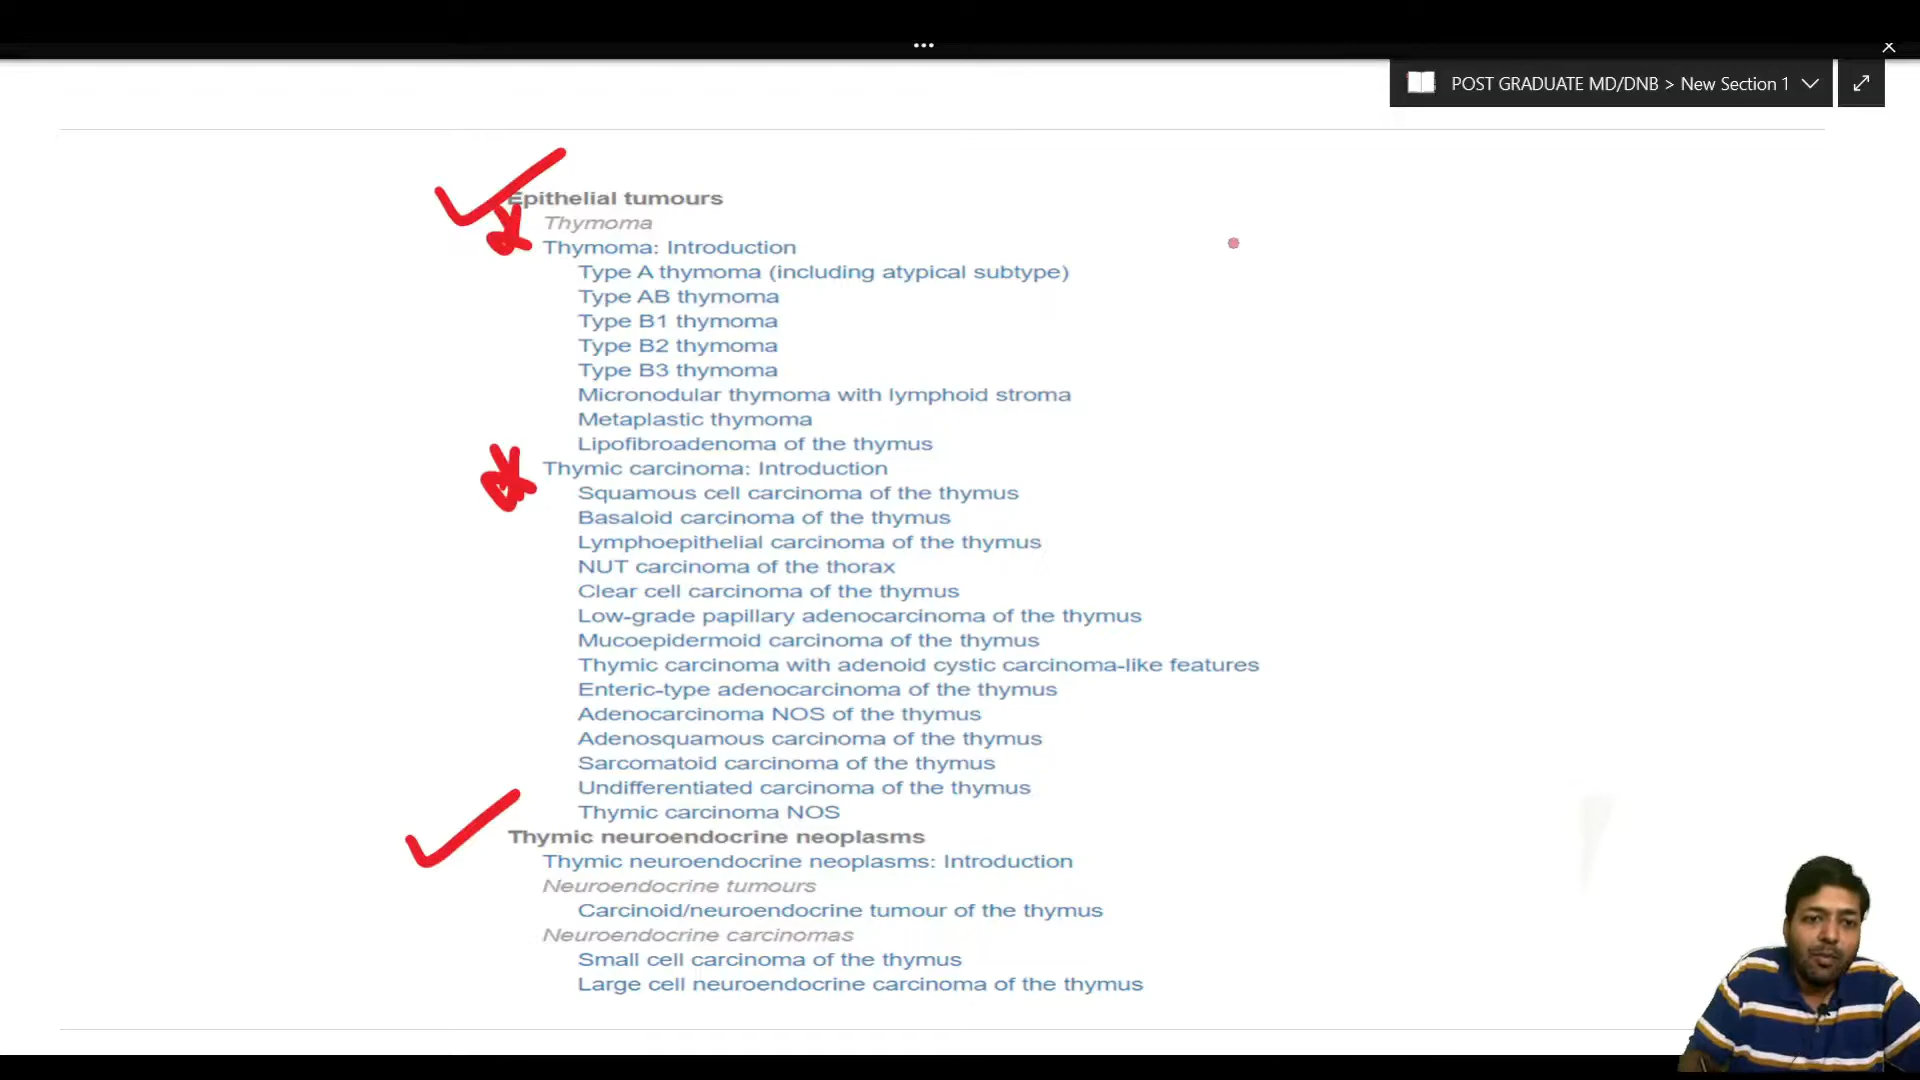 POST GRADUATE MD/DNB > New Section 1
Epithelial tumours
Thymoma
Thymoma: Introduction
Type A thymoma (including atypical subtype)
Type AB thymoma
Type B1 thymoma
Type B2 thymoma
Type B3 thymoma
Micronodular thymoma with lymphoid stroma
Metaplastic thymoma
Lipofibroadenoma of the thymus
Thymic carcinoma: Introduction
Squamous cell carcinoma of the thymus
Basaloid carcinoma of the thymus
Lymphoepithelial carcinoma of the thymus
NUT carcinoma of the thorax
Clear cell carcinoma of the thymus
Low-grade papillary adenocarcinoma of the thymus
Mucoepidermoid carcinoma of the thymus
Thymic carcinoma with adenoid cystic carcinoma-like features
Enteric-type adenocarcinoma of the thymus
Adenocarcinoma NOS of the thymus
Adenosquamous carcinoma of the thymus
Sarcomatoid carcinoma of the thymus
Undifferentiated carcinoma of the thymus
Thymic carcinoma NOS
Thymic neuroendocrine neoplasms
Thymic neuroendocrine neoplasms: Introduction
Neuroendocrine tumours
Carcinoid/neuroendocrine tumour of the thymus
Neuroendocrine carcinomas
Small cell carcinoma of the thymus
Large cell neuroendocrine carcinoma of the thymus